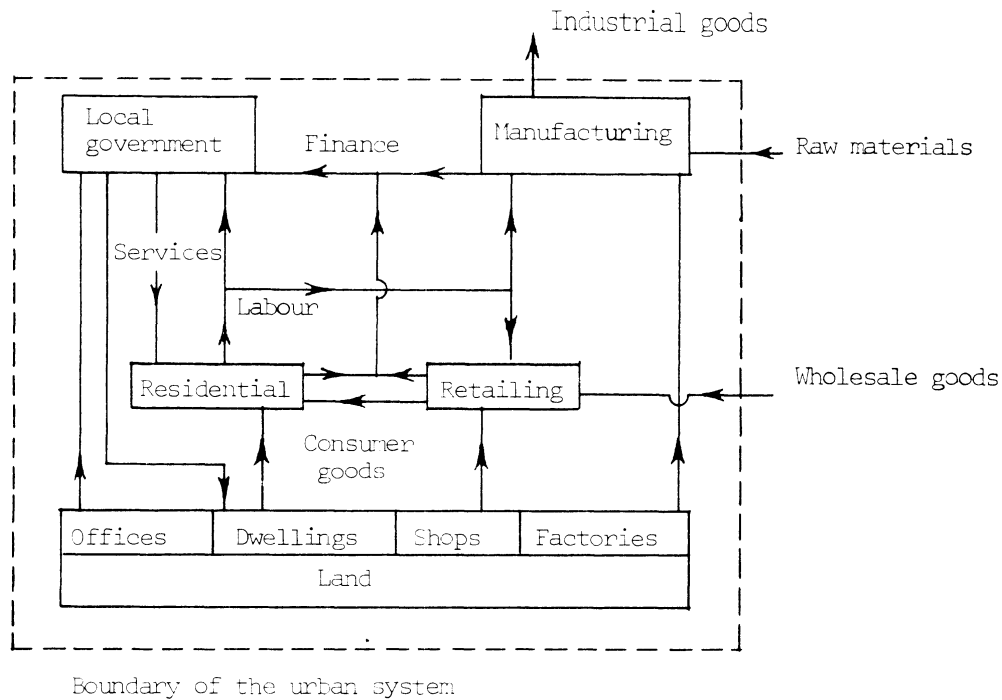 Industrial goods
Local
government
Finance
Manufacturing
Raw materials
Services
Labour
Residential
Retailing
Wholesale goods
Consumer
goods
Offices
Dwellings
Shops
Factories
Land
Boundary of the urban system